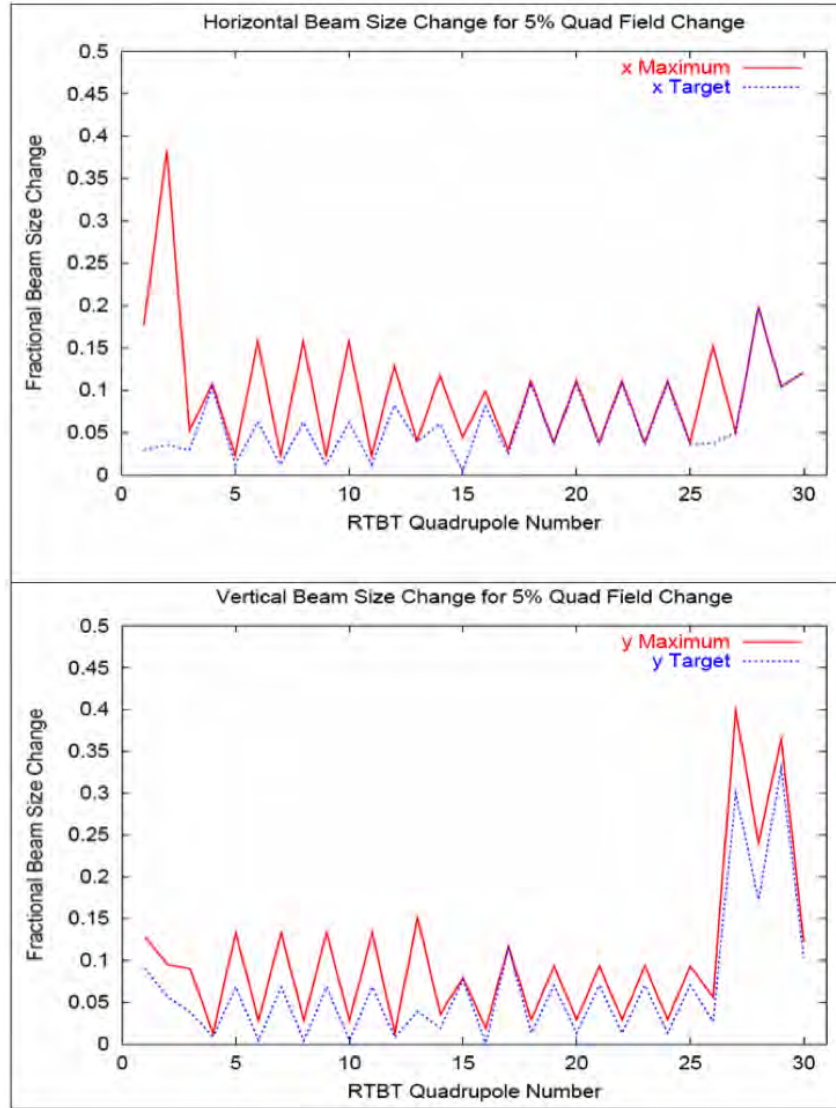 Horizontal Beam Size Change for 5% Quad Field Change
0.5
x Maximum
0.45
x Target
0.4
0.35
0.3
0.25
0.2
0.15
0.1
0.05
0
Fractional Beam Size Change
0 5 10 15 20 25 30
RTBT Quadrupole Number
Vertical Beam Size Change for 5% Quad Field Change
0.5
y Maximum
0.45
y Target
0.4
0.35
0.3
0.25
0.2
0.15
0.1
0.05
0
Fractional Beam Size Change
0 5 10 15 20 25 30
RTBT Quadrupole Number